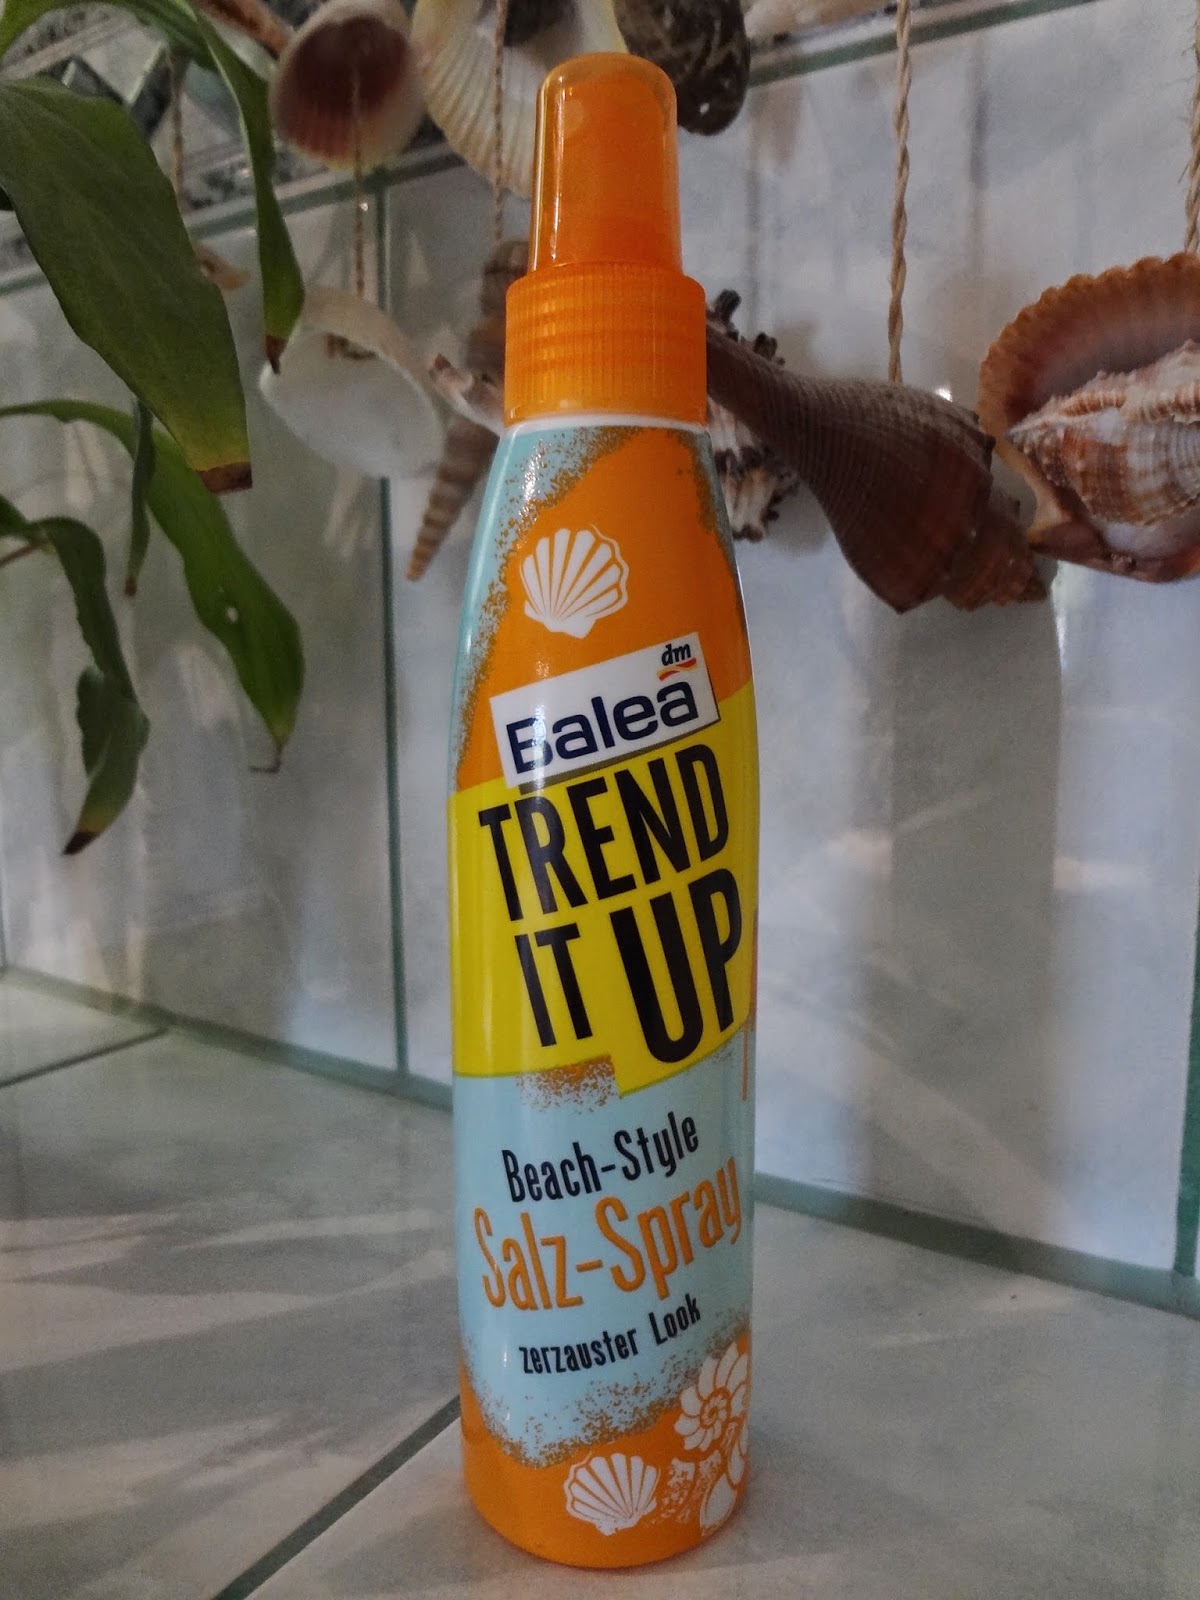 dm
Balea
TREND
IT UP
Beach-Style
Salz-Spray
zerzauster Look